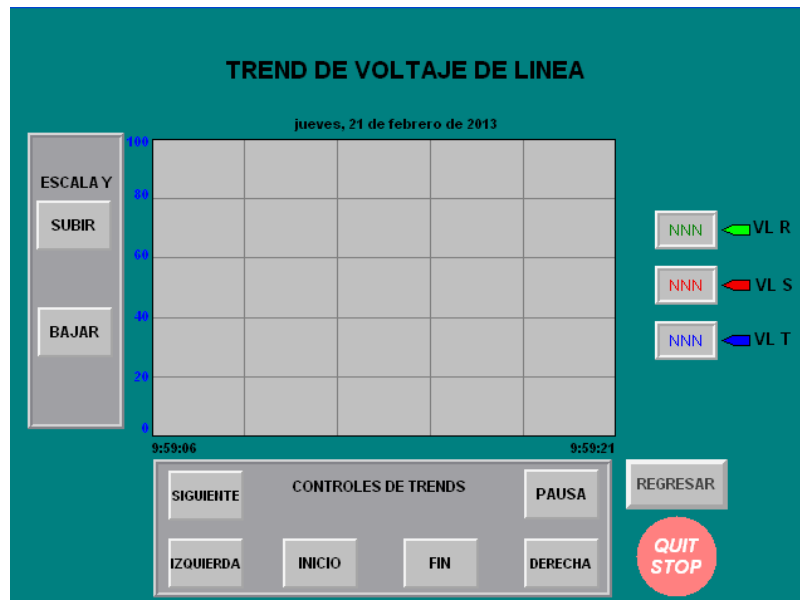 TREND DE VOLTAJE DE LINEA
jueves, 21 de febrero de 2013
100
80
60
40
20
0
ESCALA Y
SUBIR
BAJAR
NNN VL R
NNN VL S
NNN VL T
9:59:06 9:59:21
SIGUIENTE
CONTROLES DE TRENDS
PAUSA
IZQUIERDA
INICIO
FIN
DERECHA
REGRESAR
QUIT
STOP